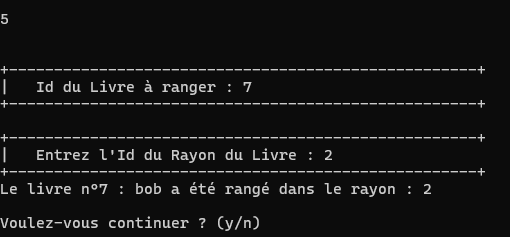 5
+----------------------------------------------------+
|   Id du Livre à ranger : 7
+----------------------------------------------------+
+----------------------------------------------------+
|   Entrez l'Id du Rayon du Livre : 2
+----------------------------------------------------+
Le livre n°7 : bob a été rangé dans le rayon : 2
Voulez-vous continuer ? (y/n)